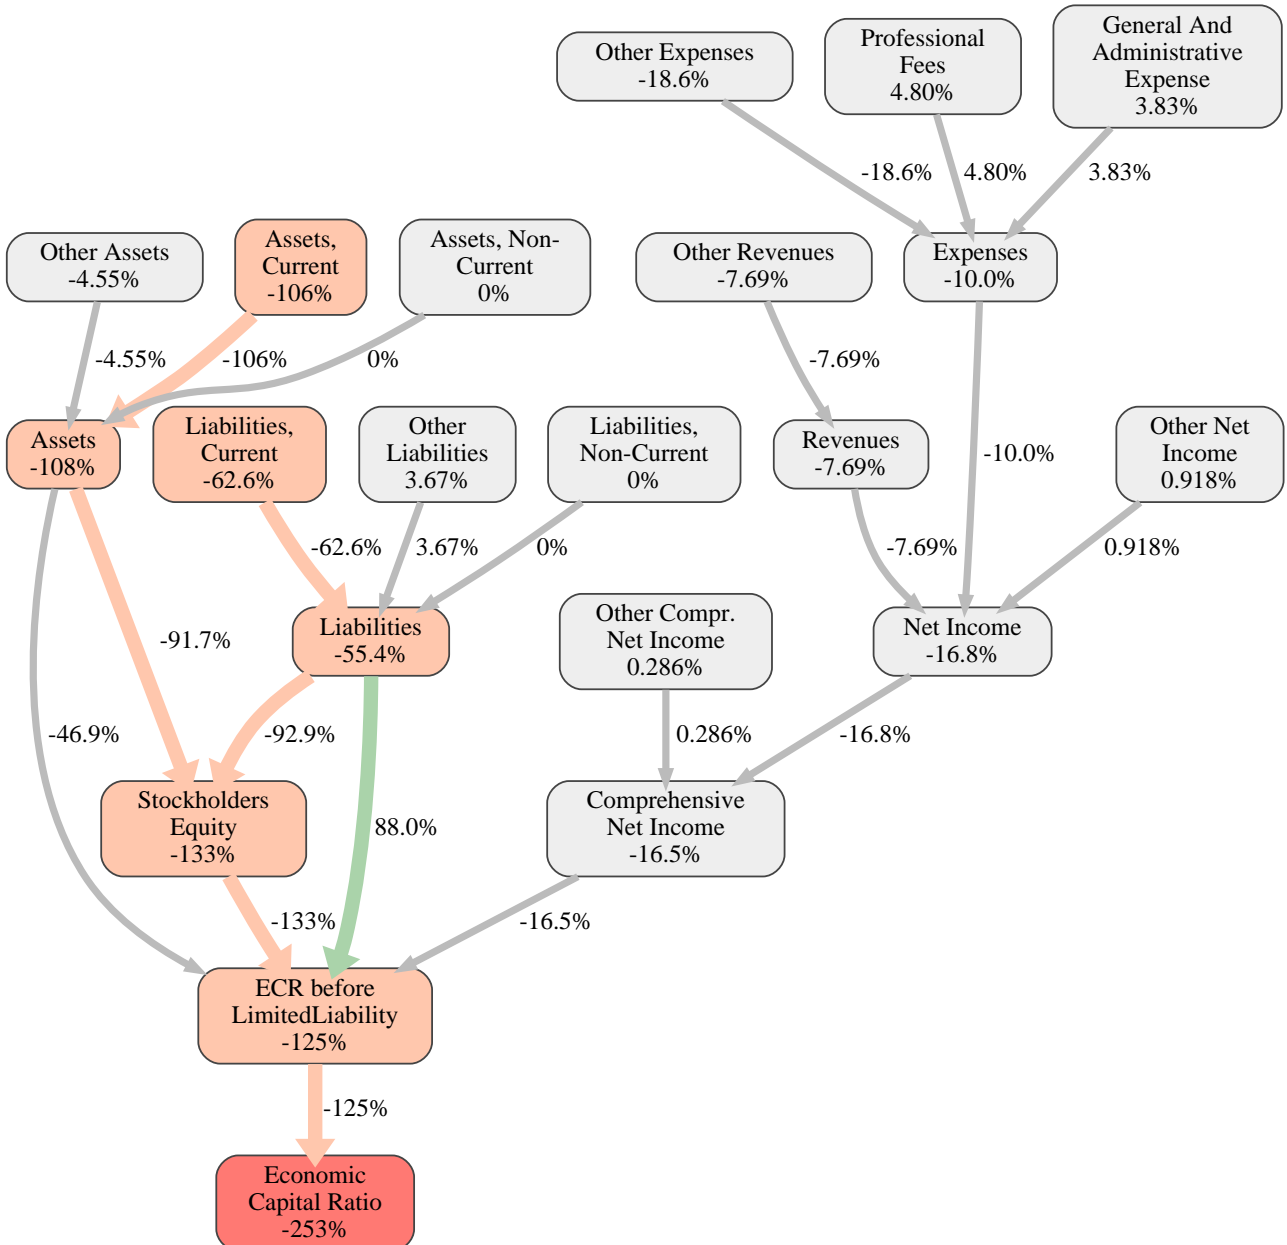 Other Expenses
-18.6%
Professional
Fees
4.80%
General And
Administrative
Expense
3.83%
-18.6%
4.80%
3.83%
Other Assets
-4.55%
Assets,
Current
-106%
Assets, Non-
Current
0%
Other Revenues
-7.69%
Expenses
-10.0%
-4.55%
-106%
0%
-7.69%
Assets
-108%
Liabilities,
Current
-62.6%
Other
Liabilities
3.67%
Liabilities,
Non-Current
0%
Revenues
-7.69%
-10.0%
Other Net
Income
0.918%
-62.6%
3.67%
0%
-7.69%
0.918%
-91.7%
Liabilities
-55.4%
Other Compr.
Net Income
0.286%
Net Income
-16.8%
-46.9%
-92.9%
0.286%
-16.8%
Stockholders
Equity
-133%
88.0%
Comprehensive
Net Income
-16.5%
-133%
-16.5%
ECR before
LimitedLiability
-125%
-125%
Economic
Capital Ratio
-253%